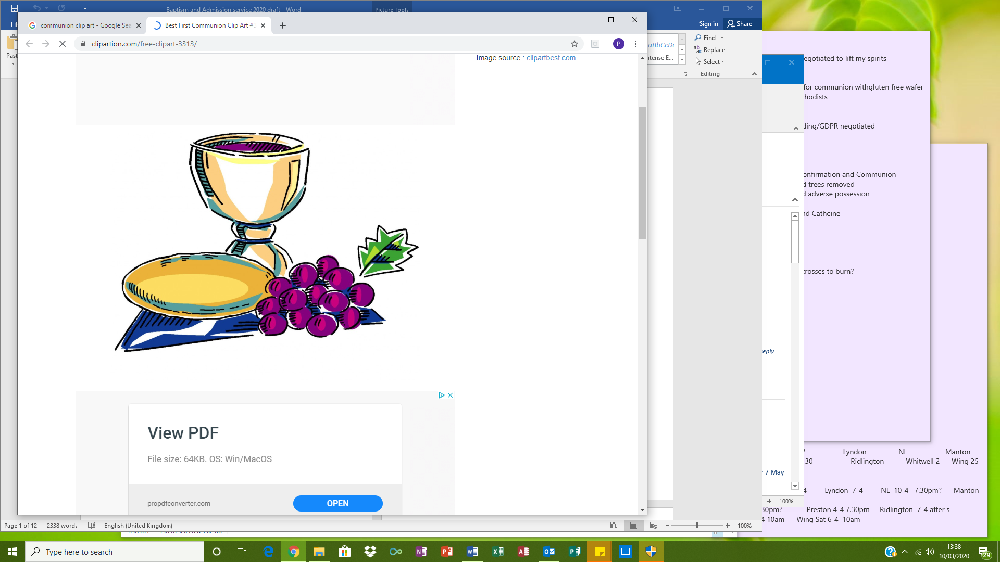 Baptism and Admission service 2020 draft - Word
Picture Tools
communion clip art - Google Sea
Best First Communion Clip Art #3
Sign in
Share
clipartion.com/free-clipart-3313/
P
Past
Find
Replace
Select
Editing
aBbCcDc
ntense E...
Image source : clipartbest.com
egotiated to lift my spirits
for communion withgluten free wafer
hodists
ding/GDPR negotiated
onfirmation and Communion
d trees removed
d adverse possession
nd Catheine
crosses to burn?
eply
7 May
100%
View PDF
File size: 64KB. OS: Win/MacOS
propdfconverter.com
OPEN
Lyndon NL Manton
30 Ridlington Whitwell 2 Wing 25
4 Lyndon 7-4 NL 10-4 7.30pm? Manton
30pm? Preston 4-4 7.30pm Ridlington 7-4 after s
4 10am Wing Sat 6-4 10am
Page 1 of 12
2338 words
English (United Kingdom)
100%
Type here to search
13:38
10/03/2020
29